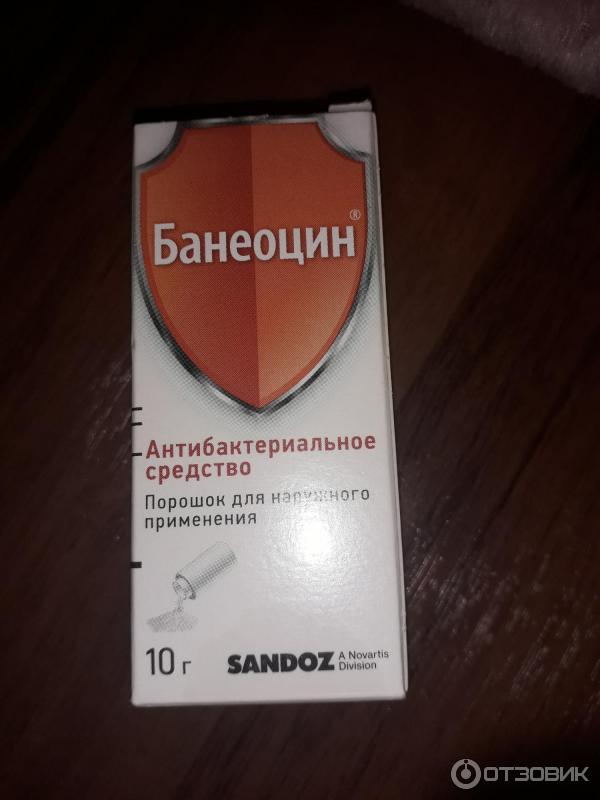 Банеоцин®
Антибактериальное
средство
Порошок для наружного
применения
10 г
SANDOZ A Novartis
Division
ОТЗОВИК